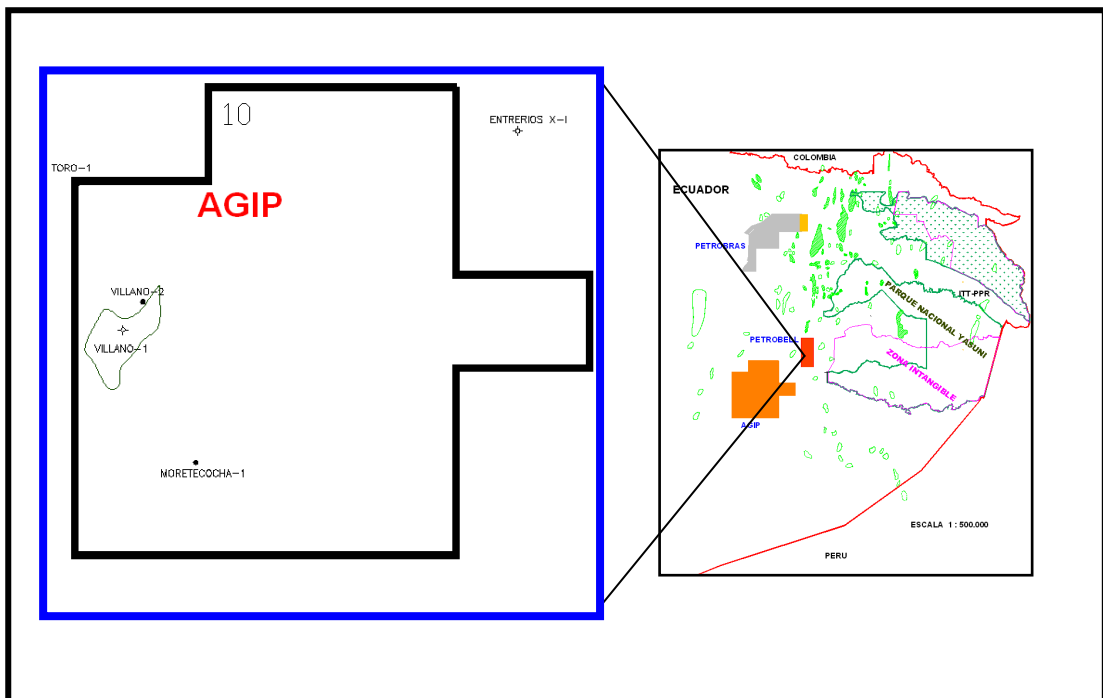 10
ENTRERIOS X-I
TORO-1
AGIP
VILLANO-2
VILLANO-1
MORETECOCHA-1
COLOMBIA
ECUADOR
PETROBRAS
ITT-PPR
PARQUE NACIONAL YASUNI
PETROBELL
ZONA INTANGIBLE
AGIP
ESCALA 1 : 500.000
PERU